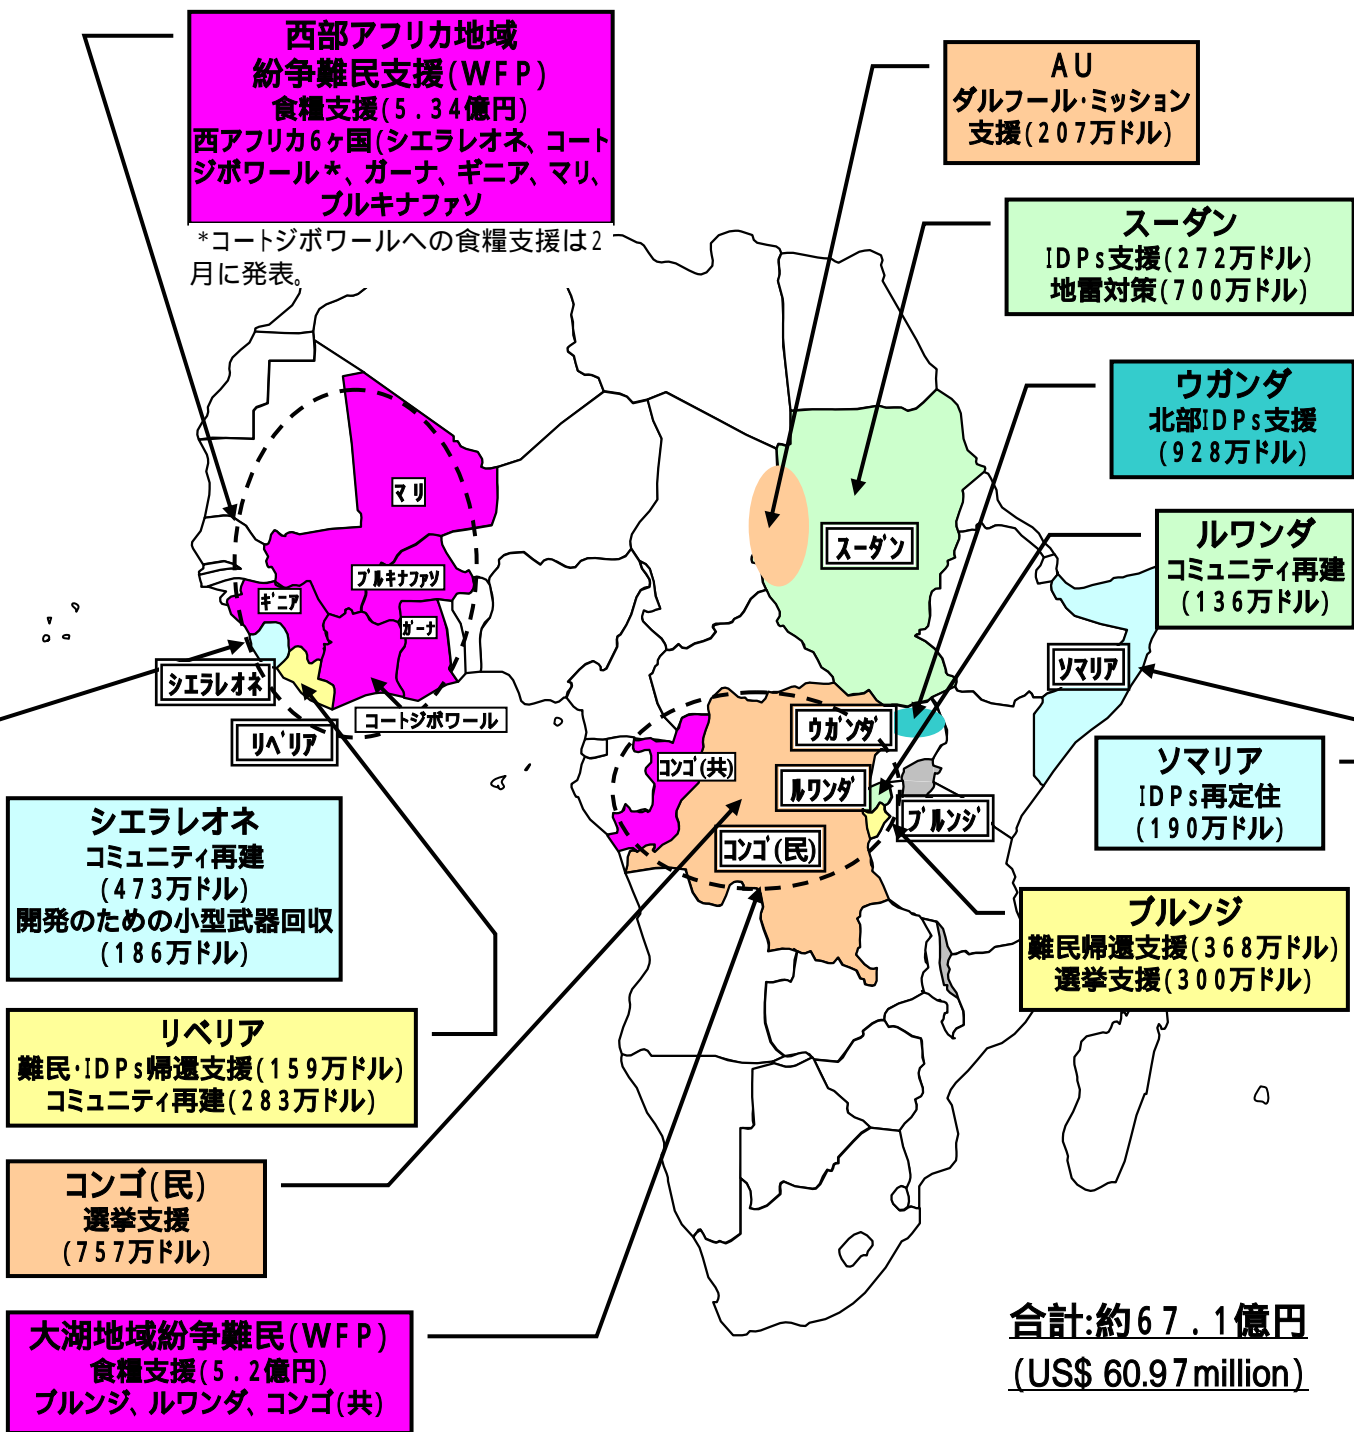 西部アフリカ地域
紛争難民支援(WFP)
食糧支援(5.34億円)
西アフリカ6ヶ国(シエラレオネ、コート
ジボワール*、ガーナ、ギニア、マリ、
ブルキナファソ
*コートジボワールへの食糧支援は2
月に発表。
AU
ダルフール・ミッション
支援(207万ドル)
スーダン
IDPs支援(272万ドル)
地雷対策(700万ドル)
ウガンダ
北部IDPs支援
(928万ドル)
ルワンダ
コミュニティ再建
(136万ドル)
マリ
ブルキナファソ
ギニア
ガーナ
スーダン
シエラレオネ
リベリア
コートジボワール
ソマリア
ウガンダ
コンゴ(共)
ルワンダ
ブルンジ
コンゴ(民)
ソマリア
IDPs再定住
(190万ドル)
シエラレオネ
コミュニティ再建
(473万ドル)
開発のための小型武器回収
(186万ドル)
ブルンジ
難民帰還支援(368万ドル)
選挙支援(300万ドル)
リベリア
難民・IDPs帰還支援(159万ドル)
コミュニティ再建(283万ドル)
コンゴ(民)
選挙支援
(757万ドル)
大湖地域紛争難民(WFP)
食糧支援(5.2億円)
ブルンジ、ルワンダ、コンゴ(共)
合計:約67.1億円
(US$ 60.97million)